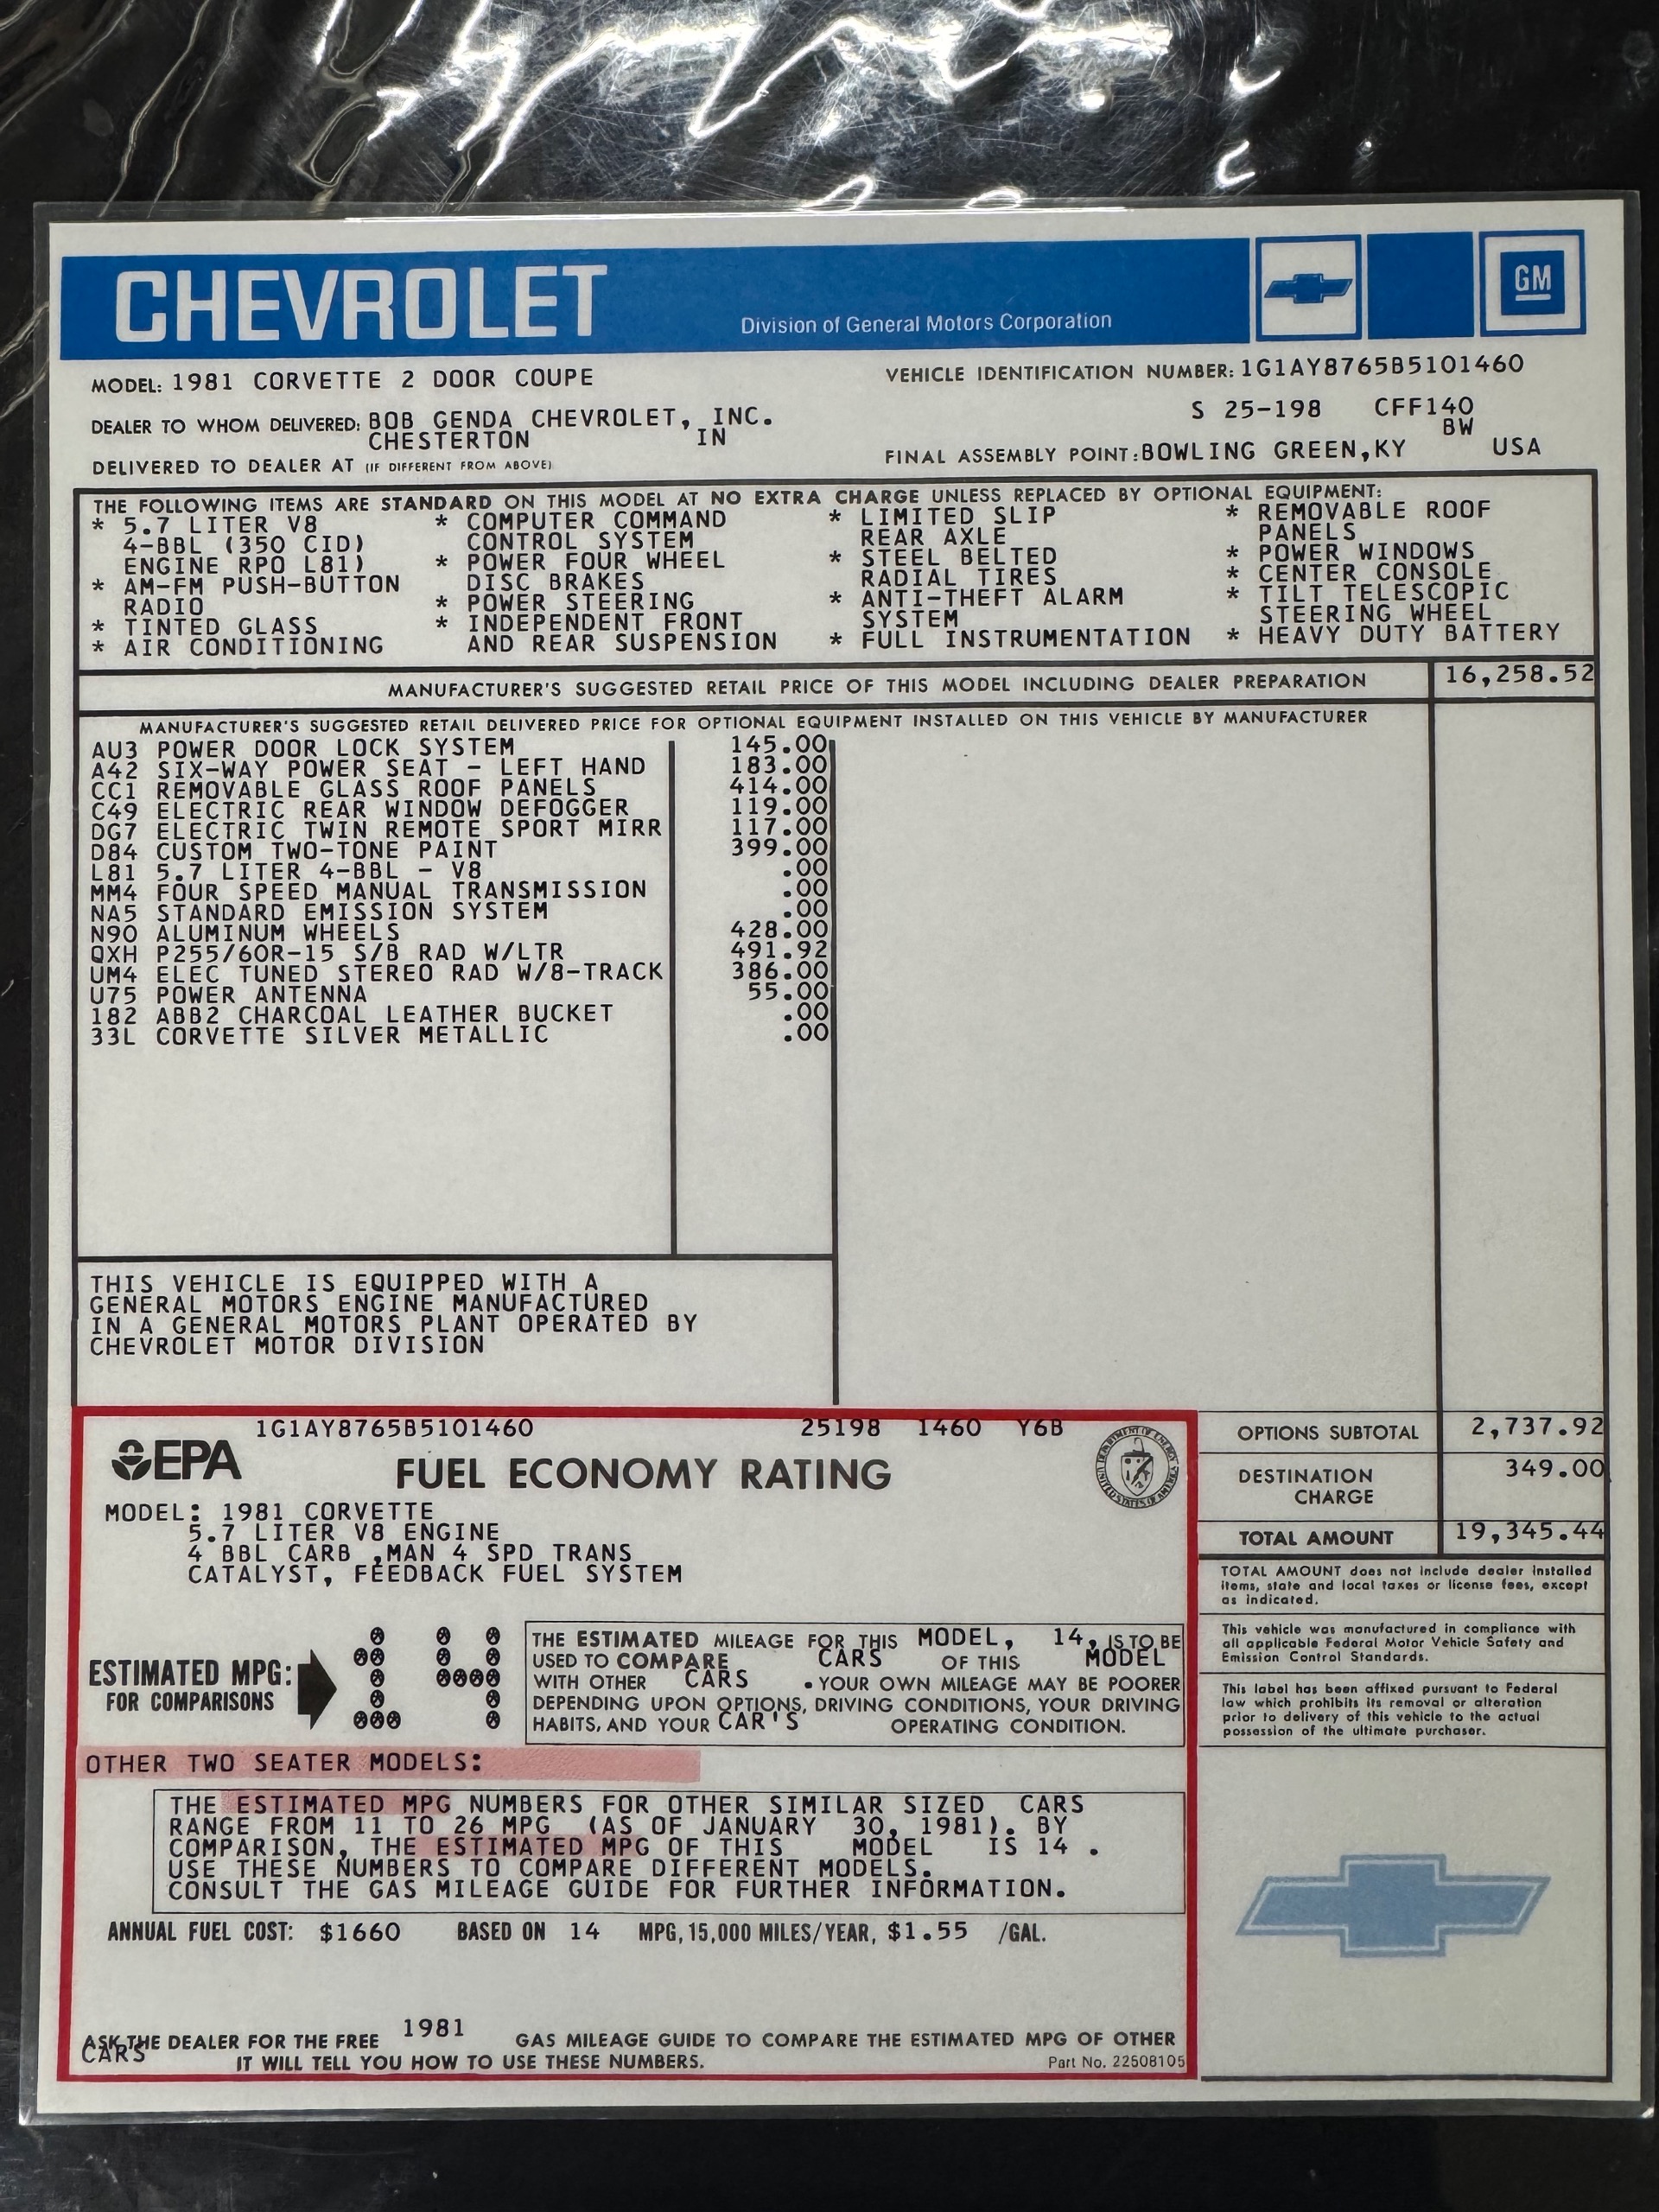 CHEVROLET
Division of General Motors Corporation
GM
MODEL: 1981 CORVETTE 2 DOOR COUPE
VEHICLE IDENTIFICATION NUMBER: 1G1AY8765B5101460
DEALER TO WHOM DELIVERED: BOB GENDA CHEVROLET, INC.
CHESTERTON IN
S 25-198 CFF140
BW
DELIVERED TO DEALER AT (IF DIFFERENT FROM ABOVE)
FINAL ASSEMBLY POINT: BOWLING GREEN,KY USA
THE FOLLOWING ITEMS ARE STANDARD ON THIS MODEL AT NO EXTRA CHARGE UNLESS REPLACED BY OPTIONAL EQUIPMENT:
* 5.7 LITER V8
4-BBL (350 CID)
ENGINE RPO L81)
* AM-FM PUSH-BUTTON
RADIO
* TINTED GLASS
* AIR CONDITIONING
* COMPUTER COMMAND
CONTROL SYSTEM
* POWER FOUR WHEEL
DISC BRAKES
* POWER STEERING
* INDEPENDENT FRONT
AND REAR SUSPENSION
* LIMITED SLIP
REAR AXLE
* STEEL BELTED
RADIAL TIRES
* ANTI-THEFT ALARM
SYSTEM
* FULL INSTRUMENTATION
* REMOVABLE ROOF
PANELS
* POWER WINDOWS
* CENTER CONSOLE
* TILT TELESCOPIC
STEERING WHEEL
* HEAVY DUTY BATTERY
MANUFACTURER'S SUGGESTED RETAIL PRICE OF THIS MODEL INCLUDING DEALER PREPARATION 16,258.52
MANUFACTURER'S SUGGESTED RETAIL DELIVERED PRICE FOR OPTIONAL EQUIPMENT INSTALLED ON THIS VEHICLE BY MANUFACTURER
AU3 POWER DOOR LOCK SYSTEM 145.00
A42 SIX-WAY POWER SEAT - LEFT HAND 183.00
CC1 REMOVABLE GLASS ROOF PANELS 414.00
C49 ELECTRIC REAR WINDOW DEFOGGER 119.00
DG7 ELECTRIC TWIN REMOTE SPORT MIRR 117.00
D84 CUSTOM TWO-TONE PAINT 399.00
L81 5.7 LITER 4-BBL - V8 .00
MM4 FOUR SPEED MANUAL TRANSMISSION .00
NA5 STANDARD EMISSION SYSTEM .00
N90 ALUMINUM WHEELS 428.00
QXH P255/60R-15 S/B RAD W/LTR 491.92
UM4 ELEC TUNED STEREO RAD W/8-TRACK 386.00
U75 POWER ANTENNA 55.00
182 ABB2 CHARCOAL LEATHER BUCKET .00
33L CORVETTE SILVER METALLIC .00
THIS VEHICLE IS EQUIPPED WITH A
GENERAL MOTORS ENGINE MANUFACTURED
IN A GENERAL MOTORS PLANT OPERATED BY
CHEVROLET MOTOR DIVISION
1G1AY8765B5101460 25198 1460 Y6B
EPA
FUEL ECONOMY RATING
MODEL: 1981 CORVETTE
5.7 LITER V8 ENGINE
4 BBL CARB ,MAN 4 SPD TRANS
CATALYST, FEEDBACK FUEL SYSTEM
ESTIMATED MPG:
FOR COMPARISONS
14
THE ESTIMATED MILEAGE FOR THIS MODEL, 14, IS TO BE
USED TO COMPARE CARS OF THIS MODEL
WITH OTHER CARS . YOUR OWN MILEAGE MAY BE POORER
DEPENDING UPON OPTIONS, DRIVING CONDITIONS, YOUR DRIVING
HABITS, AND YOUR CAR'S OPERATING CONDITION.
OTHER TWO SEATER MODELS:
THE ESTIMATED MPG NUMBERS FOR OTHER SIMILAR SIZED CARS
RANGE FROM 11 TO 26 MPG (AS OF JANUARY 30, 1981). BY
COMPARISON, THE ESTIMATED MPG OF THIS MODEL IS 14 .
USE THESE NUMBERS TO COMPARE DIFFERENT MODELS.
CONSULT THE GAS MILEAGE GUIDE FOR FURTHER INFORMATION.
ANNUAL FUEL COST: $1660 BASED ON 14 MPG, 15,000 MILES/YEAR, $1.55 /GAL.
ASK THE DEALER FOR THE FREE 1981 GAS MILEAGE GUIDE TO COMPARE THE ESTIMATED MPG OF OTHER
CARS IT WILL TELL YOU HOW TO USE THESE NUMBERS.
Part No. 22508105
OPTIONS SUBTOTAL 2,737.92
DESTINATION
CHARGE 349.00
TOTAL AMOUNT 19,345.44
TOTAL AMOUNT does not include dealer installed
items, state and local taxes or license fees, except
as indicated.
This vehicle was manufactured in compliance with
all applicable Federal Motor Vehicle Safety and
Emission Control Standards.
This label has been affixed pursuant to Federal
law which prohibits its removal or alteration
prior to delivery of this vehicle to the actual
possession of the ultimate purchaser.